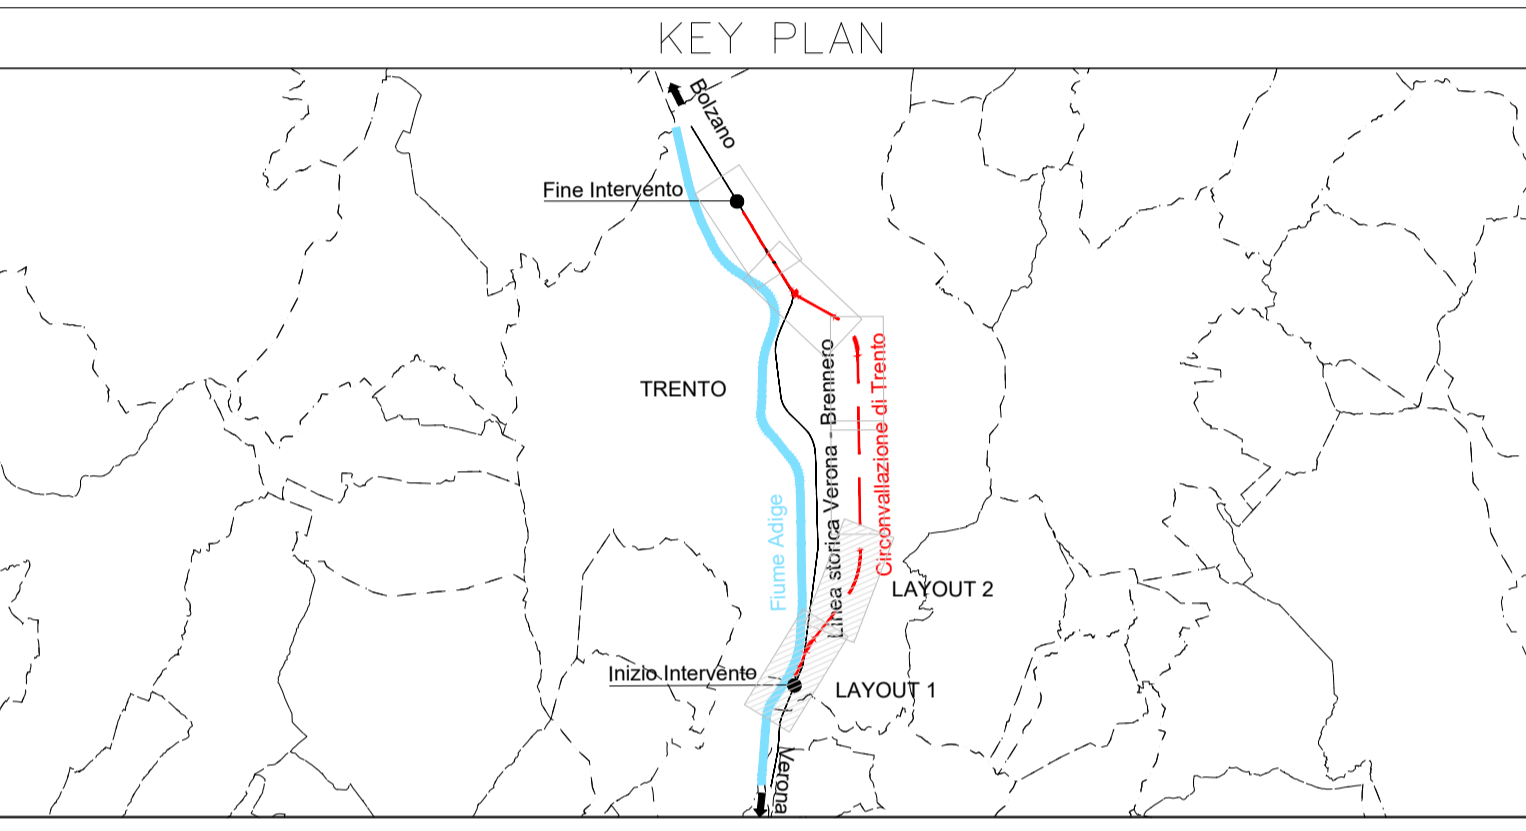 KEY PLAN
Bolzano
Fine Intervento
TRENTO
Linea storica Verona - Brennero
Circonvallazione di Trento
Fiume Adige
LAYOUT 2
Inizio Intervento
LAYOUT 1
Verona